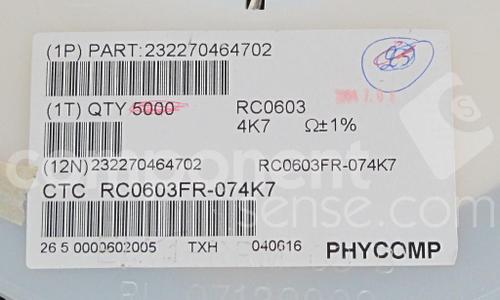 (1P) PART:232270464702
(1T) QTY 5000
RC0603
4K7 Ω±1%
(12N) 232270464702 RC0603FR-074K7
CTC RC0603FR-074K7
component
sense.com
26 5 0000602005 TXH 040616 PHYCOMP